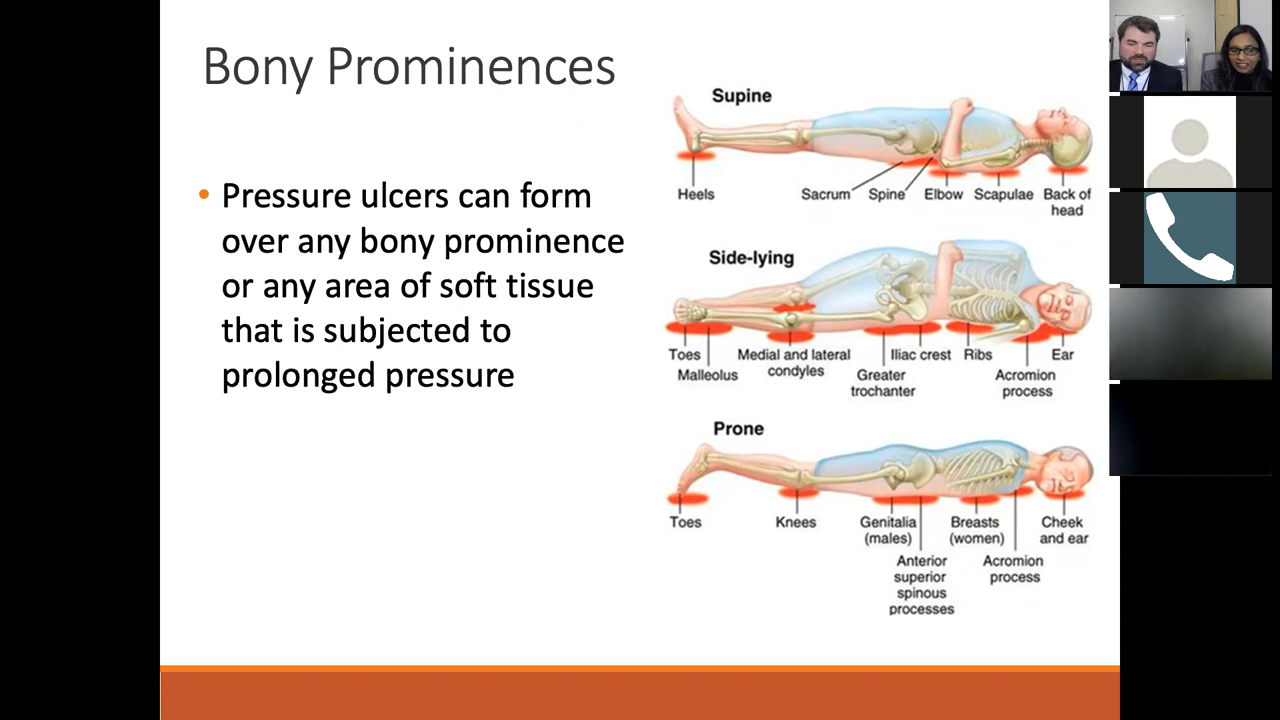 Bony Prominences
• Pressure ulcers can form
over any bony prominence
or any area of soft tissue
that is subjected to
prolonged pressure
Supine
Heels
Sacrum
Spine
Elbow
Scapulae
Back of
head
Side-lying
Toes
Malleolus
Medial and lateral
condyles
Greater
trochanter
Iliac crest
Ribs
Acromion
process
Ear
Prone
Toes
Knees
Genitalia
(males)
Anterior
superior
spinous
processes
Breasts
(women)
Acromion
process
Cheek
and ear